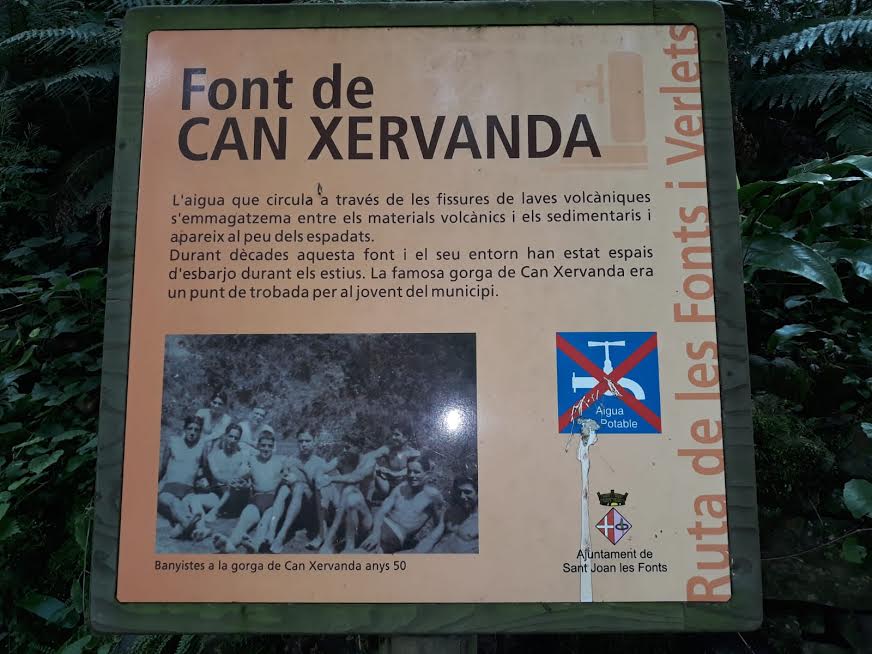 Font de
CAN XERVANDA
L'aigua que circula a través de les fissures de laves volcàniques
s'emmagatzema entre els materials volcànics i els sedimentaris i
apareix al peu dels espadats.
Durant dècades aquesta font i el seu entorn han estat espais
d'esbarjo durant els estius. La famosa gorga de Can Xervanda era
un punt de trobada per al jovent del municipi.
Banyistes a la gorga de Can Xervanda anys 50
Aigua
Potable
Ajuntament de
Sant Joan les Fonts
Ruta de les Fonts i Verlets